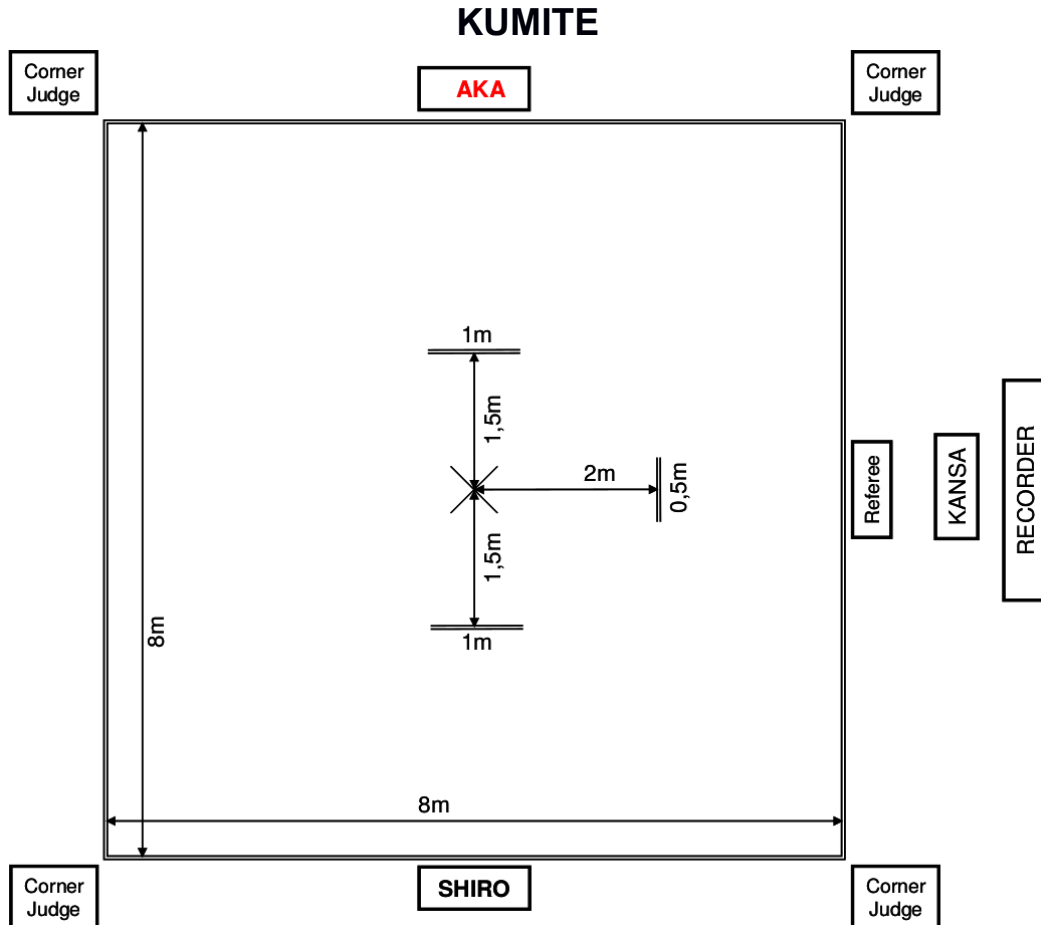 KUMITE
Corner
Judge
AKA
Corner
Judge
1m
1,5m
2m
0,5m
1,5m
1m
8m
8m
Referee
KANSA
RECORDER
Corner
Judge
SHIRO
Corner
Judge